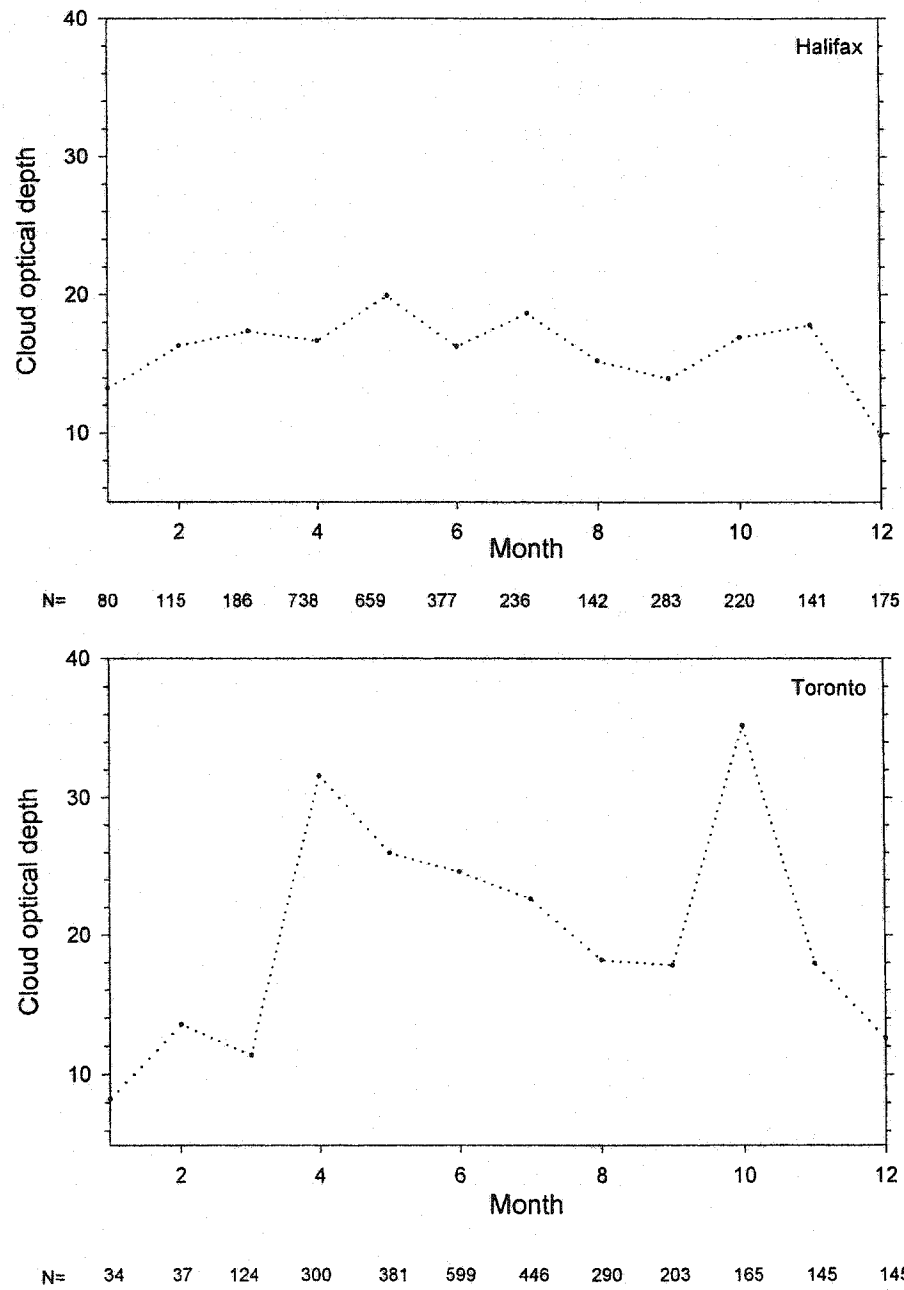 40
Halifax
30
20
10
Cloud optical depth
2 4 6 8 10 12
Month
N= 80 115 186 738 659 377 236 142 283 220 141 175
40
Toronto
30
20
10
Cloud optical depth
2 4 6 8 10 12
Month
N= 34 37 124 300 381 599 446 290 203 165 145 145